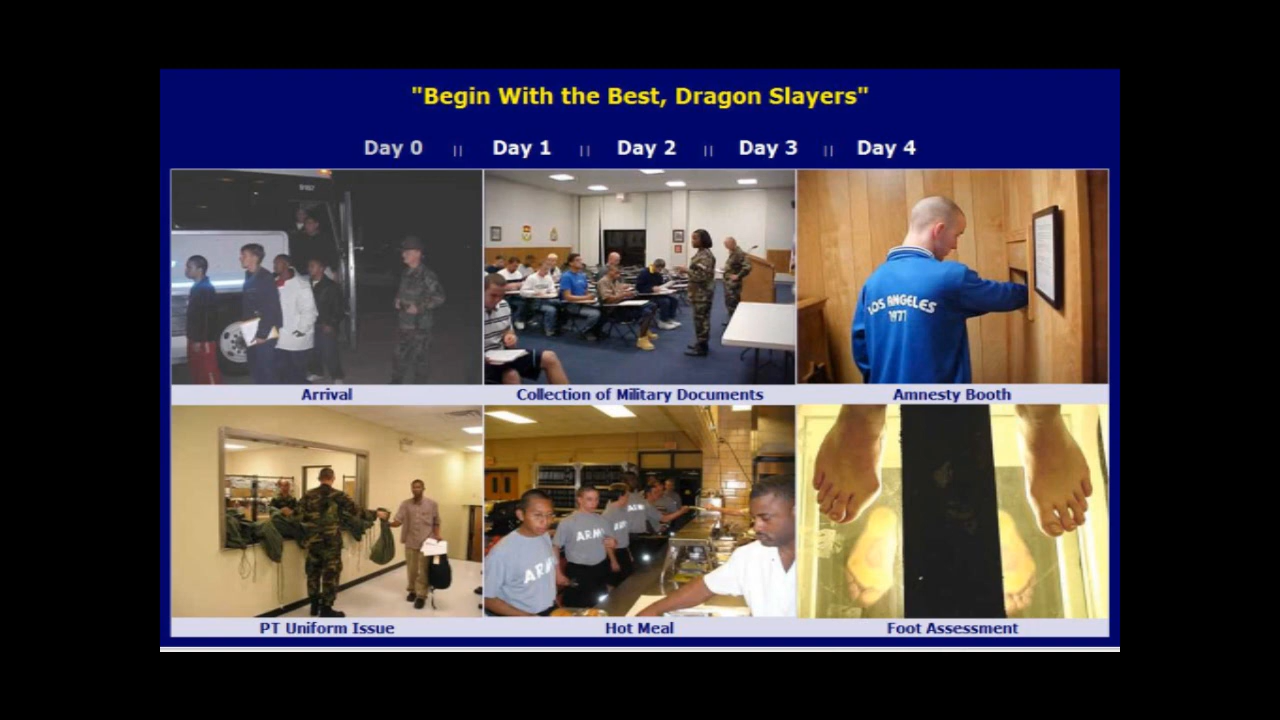 "Begin With the Best, Dragon Slayers"
Day 0 || Day 1 || Day 2 || Day 3 || Day 4
LOS ANGELES
1977
Arrival
Collection of Military Documents
Amnesty Booth
ARMY
PT Uniform Issue
Hot Meal
Foot Assessment